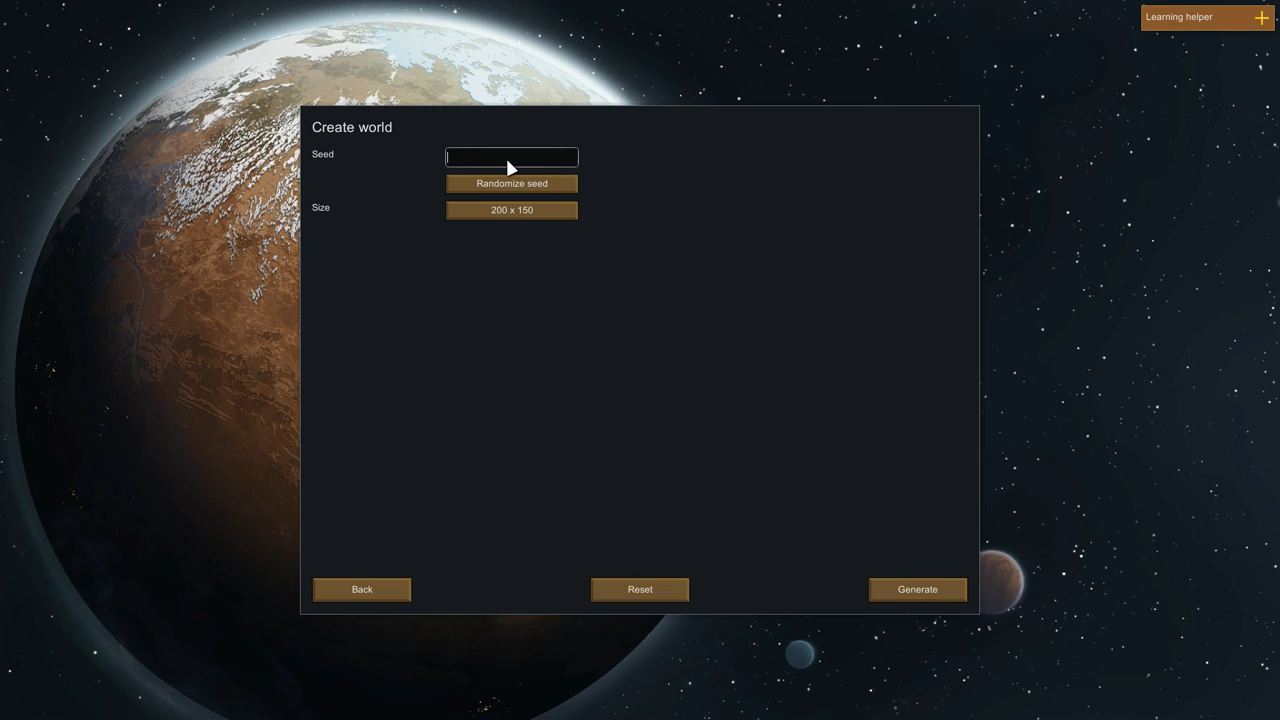 Learning helper
Create world
Seed
Randomize seed
Size
200 x 150
Back
Reset
Generate